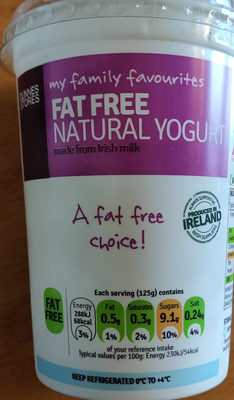 DUNNES
STORES
my family favourites
FAT FREE
NATURAL YOGURT
made from Irish milk
A fat free
choice!
PRODUCED IN
IRELAND
Each serving (125g) contains
FAT
FREE
Energy
288kJ
68kcal
3%
Fat
0.5g
1%
Saturates
0.3g
2%
Sugars
9.1g
10%
Salt
0.24g
4%
of your reference intake
Typical values per 100g: Energy 230kJ/54kcal
KEEP REFRIGERATED 0°C TO +4°C